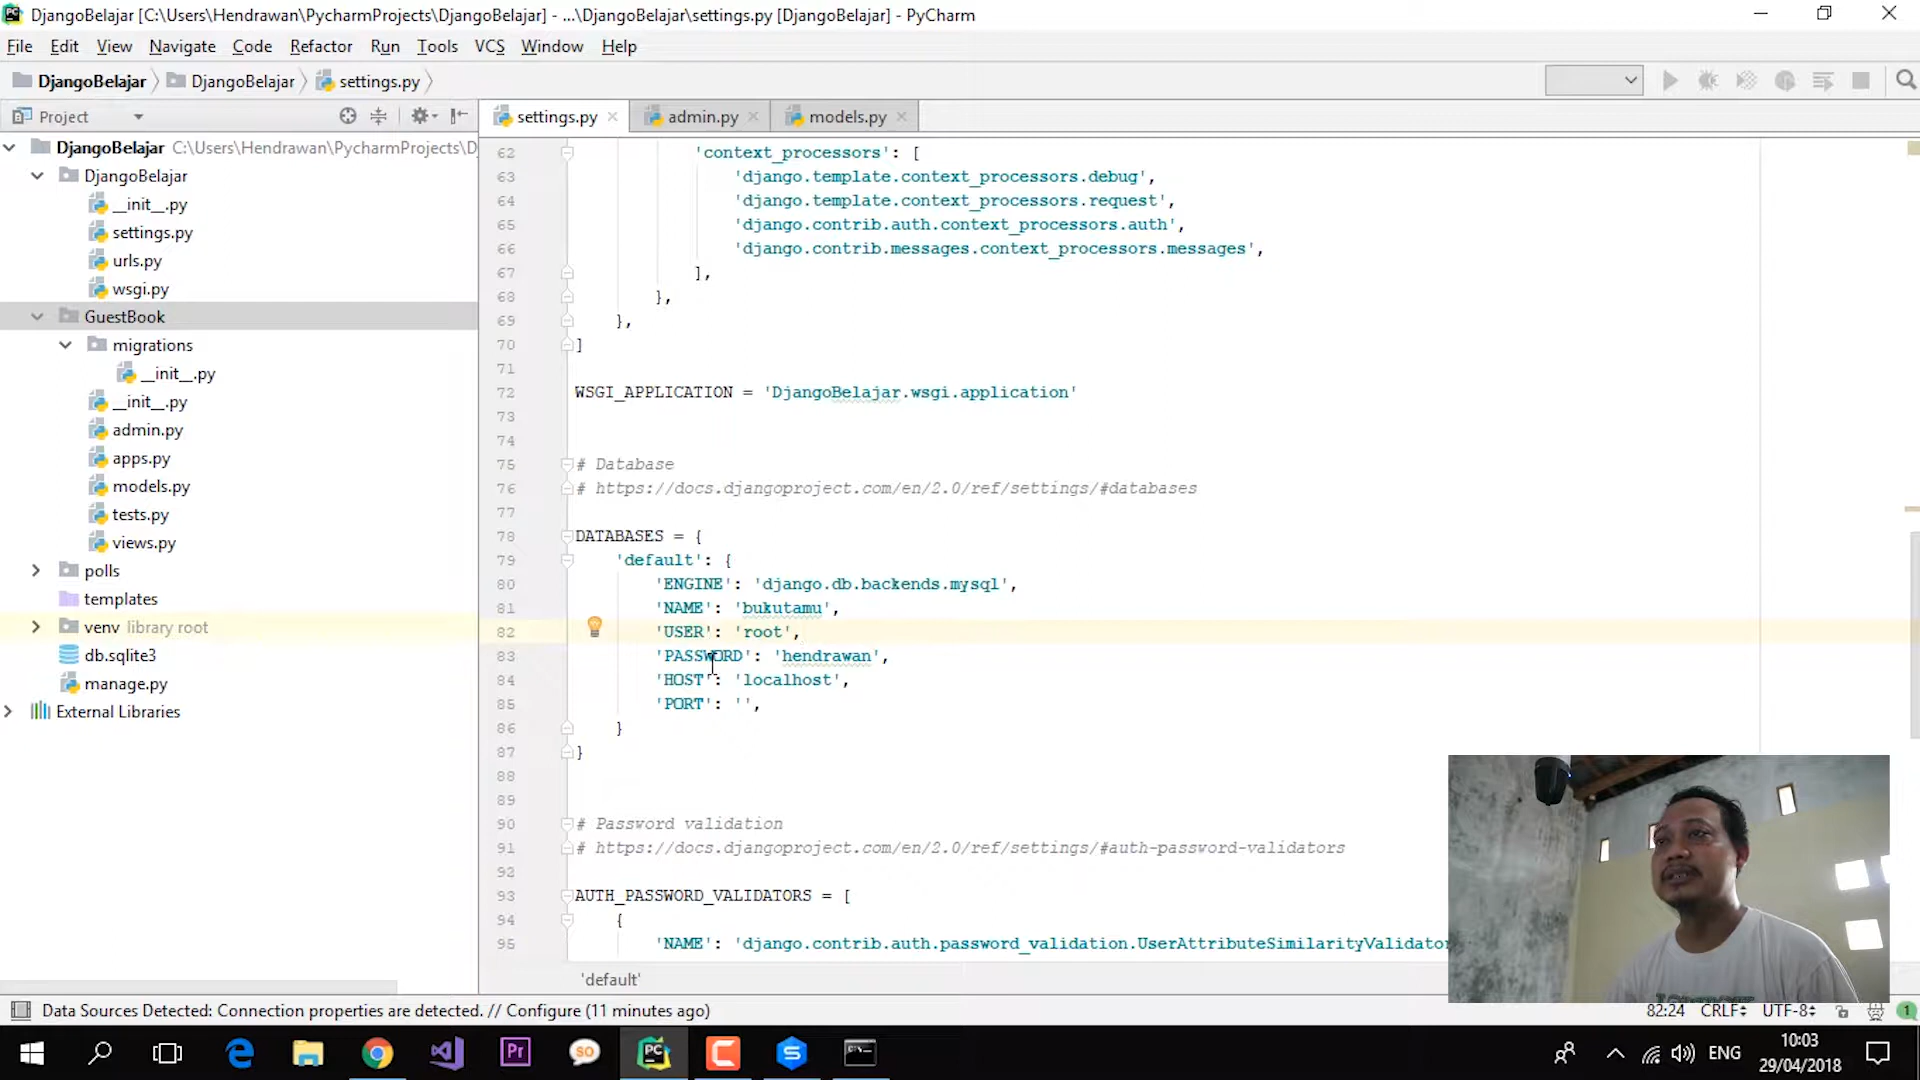 DjangoBelajar [C:\Users\Hendrawan\PycharmProjects\DjangoBelajar] - ...\DjangoBelajar\settings.py [DjangoBelajar] - PyCharm
File Edit View Navigate Code Refactor Run Tools VCS Window Help
DjangoBelajar DjangoBelajar settings.py
Project
settings.py admin.py models.py
DjangoBelajar C:\Users\Hendrawan\PycharmProjects\D
DjangoBelajar
__init__.py
settings.py
urls.py
wsgi.py
GuestBook
migrations
__init__.py
__init__.py
admin.py
apps.py
models.py
tests.py
views.py
polls
templates
venv library root
db.sqlite3
manage.py
External Libraries
62 'context_processors': [
63 'django.template.context_processors.debug',
64 'django.template.context_processors.request',
65 'django.contrib.auth.context_processors.auth',
66 'django.contrib.messages.context_processors.messages',
67 ],
68 },
69 },
70 ]
71
72 WSGI_APPLICATION = 'DjangoBelajar.wsgi.application'
73
74
75 # Database
76 # https://docs.djangoproject.com/en/2.0/ref/settings/#databases
77
78 DATABASES = {
79 'default': {
80 'ENGINE': 'django.db.backends.mysql',
81 'NAME': 'bukutamu',
82 'USER': 'root',
83 'PASSWORD': 'hendrawan',
84 'HOST': 'localhost',
85 'PORT': '',
86 }
87 }
88
89
90 # Password validation
91 # https://docs.djangoproject.com/en/2.0/ref/settings/#auth-password-validators
92
93 AUTH_PASSWORD_VALIDATORS = [
94 {
95 'NAME': 'django.contrib.auth.password_validation.UserAttributeSimilarityValidator
'default'
Data Sources Detected: Connection properties are detected. // Configure (11 minutes ago)
82:24 CRLF UTF-8 1
Pr SO PC S
ENG
10:03
29/04/2018